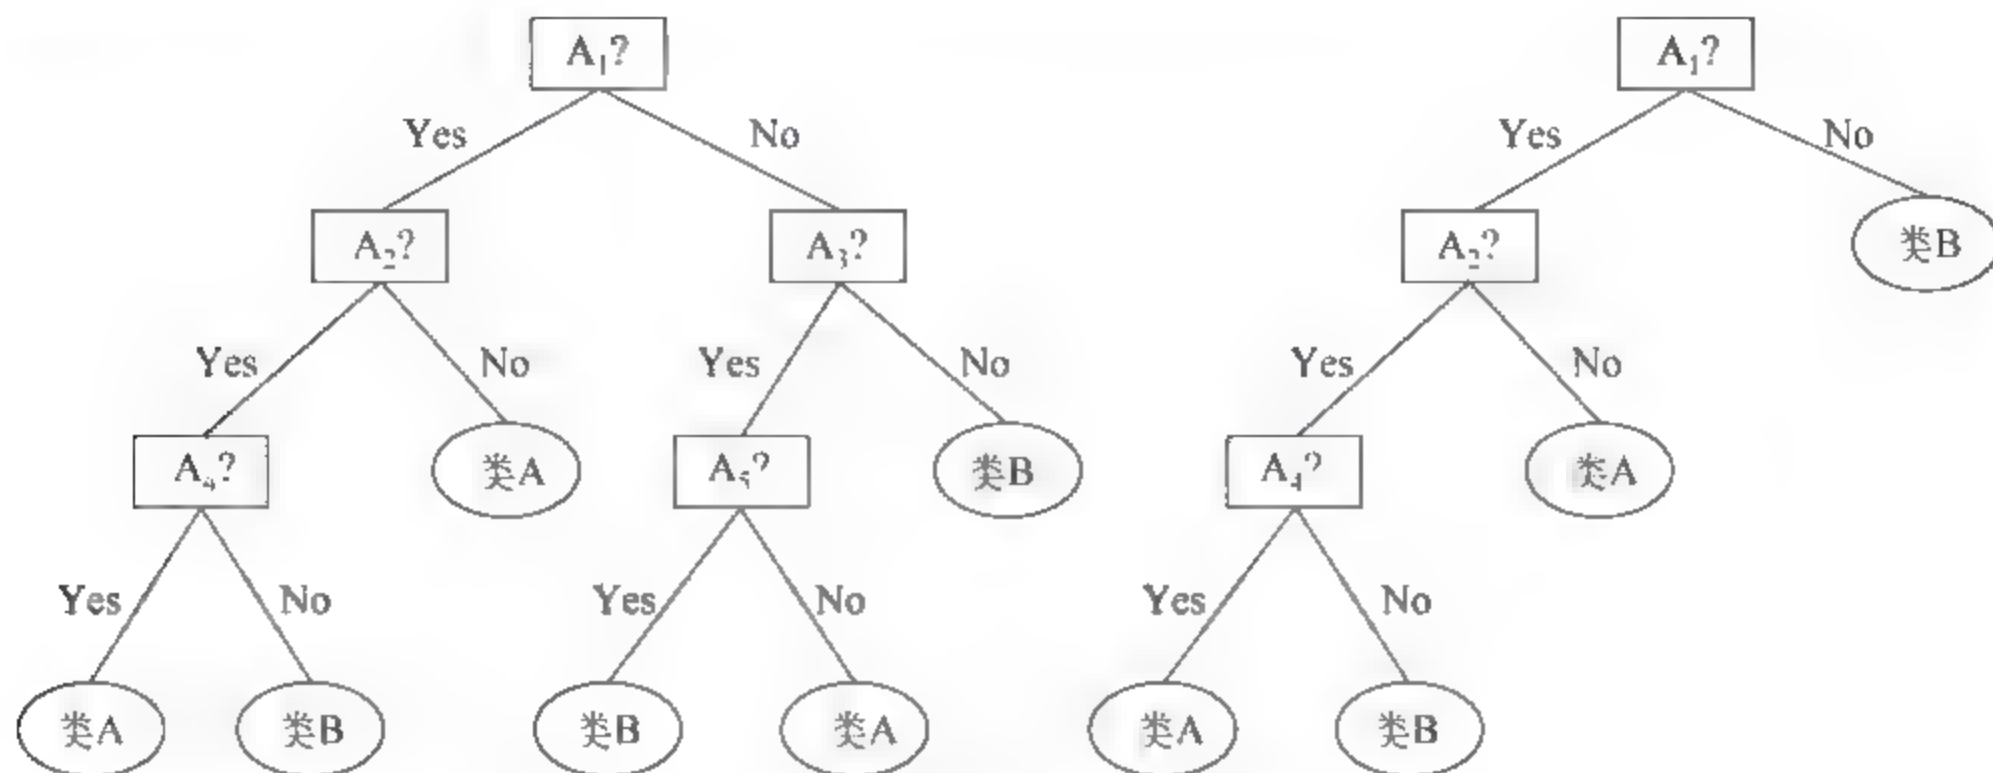 A₁? A₁?
Yes No Yes No
A₂? A₃? A₂? 类B
Yes No Yes No Yes No
A₄? 类A A₅? 类B A₄? 类A
Yes No Yes No Yes No
类A 类B 类B 类A 类A 类B